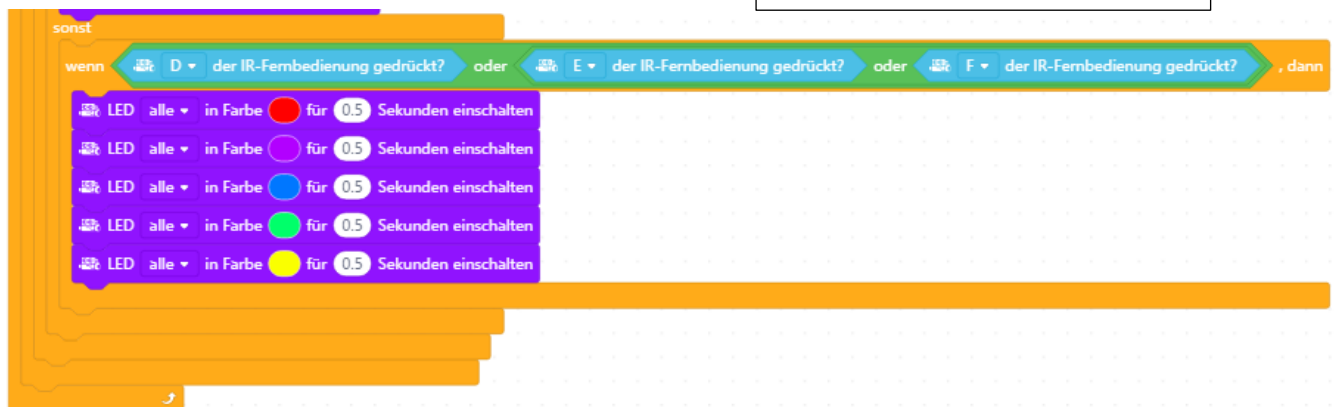 sonst
wenn D der IR-Fernbedienung gedrückt? oder E der IR-Fernbedienung gedrückt? oder F der IR-Fernbedienung gedrückt? , dann
LED alle in Farbe für 0.5 Sekunden einschalten
LED alle in Farbe für 0.5 Sekunden einschalten
LED alle in Farbe für 0.5 Sekunden einschalten
LED alle in Farbe für 0.5 Sekunden einschalten
LED alle in Farbe für 0.5 Sekunden einschalten